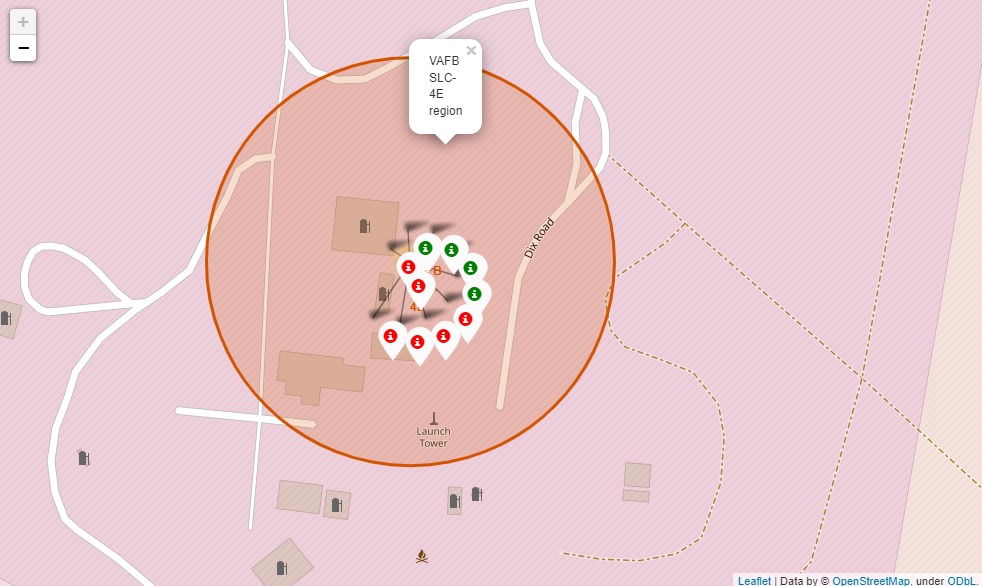 +
−
VAFB
SLC-
4E
region
×
Dix Road
Launch
Tower
Leaflet | Data by © OpenStreetMap, under ODbL.